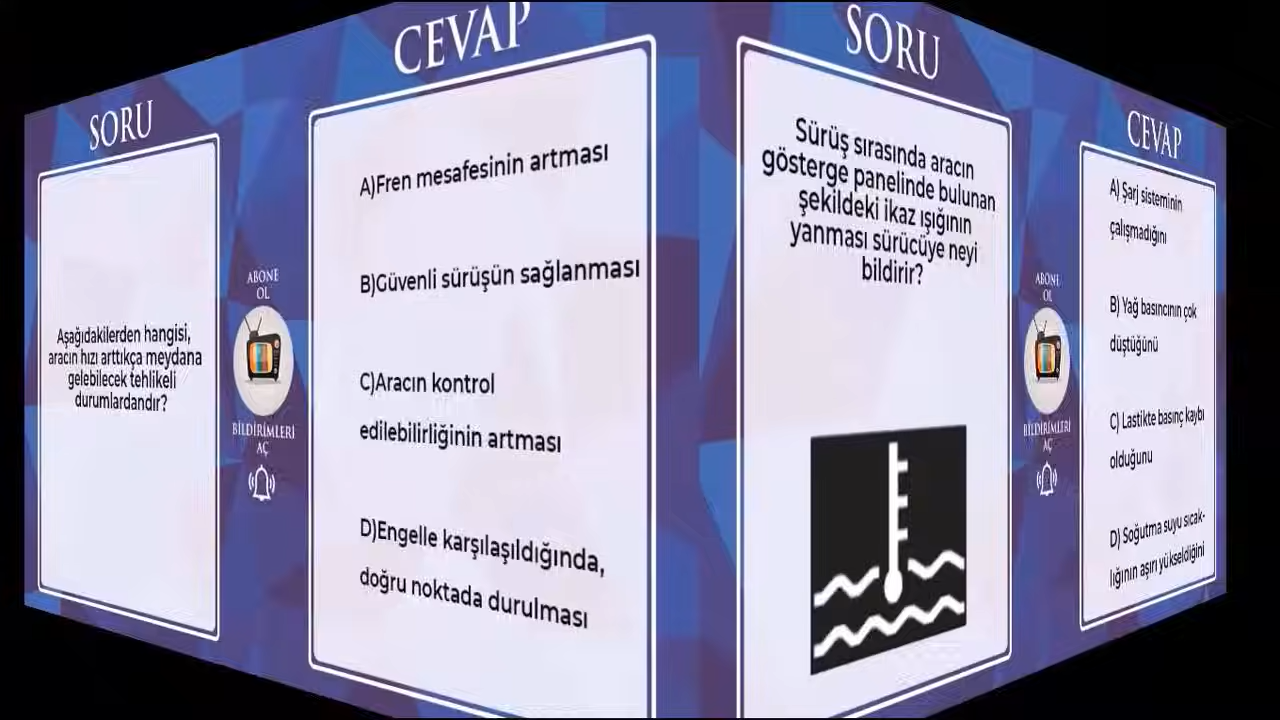 SORU
Aşağıdakilerden hangisi,
aracın hızı arttıkça meydana
gelebilecek tehlikeli
durumlardandır?
ABONE
OL
BİLDİRİMLERİ
AÇ
CEVAP
A)Fren mesafesinin artması
B)Güvenli sürüşün sağlanması
C)Aracın kontrol
edilebilirliğinin artması
D)Engelle karşılaşıldığında,
doğru noktada durulması
SORU
Sürüş sırasında aracın
gösterge panelinde bulunan
şekildeki ikaz ışığının
yanması sürücüye neyi
bildirir?
ABONE
OL
BİLDİRİMLERİ
AÇ
CEVAP
A) Şarj sisteminin
çalışmadığını
B) Yağ basıncının çok
düştüğünü
C) Lastikte basınç kaybı
olduğunu
D) Soğutma suyu sıcak-
lığının aşırı yükseldiğini